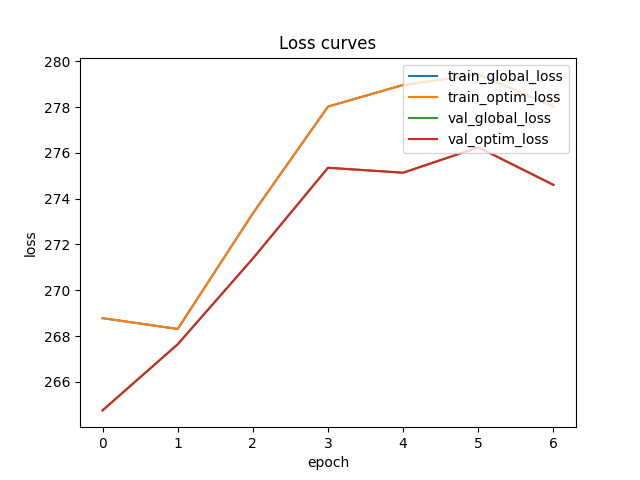 Loss curves
280
278
276
274
272
270
268
266
loss
train_global_loss
train_optim_loss
val_global_loss
val_optim_loss
0 1 2 3 4 5 6
epoch